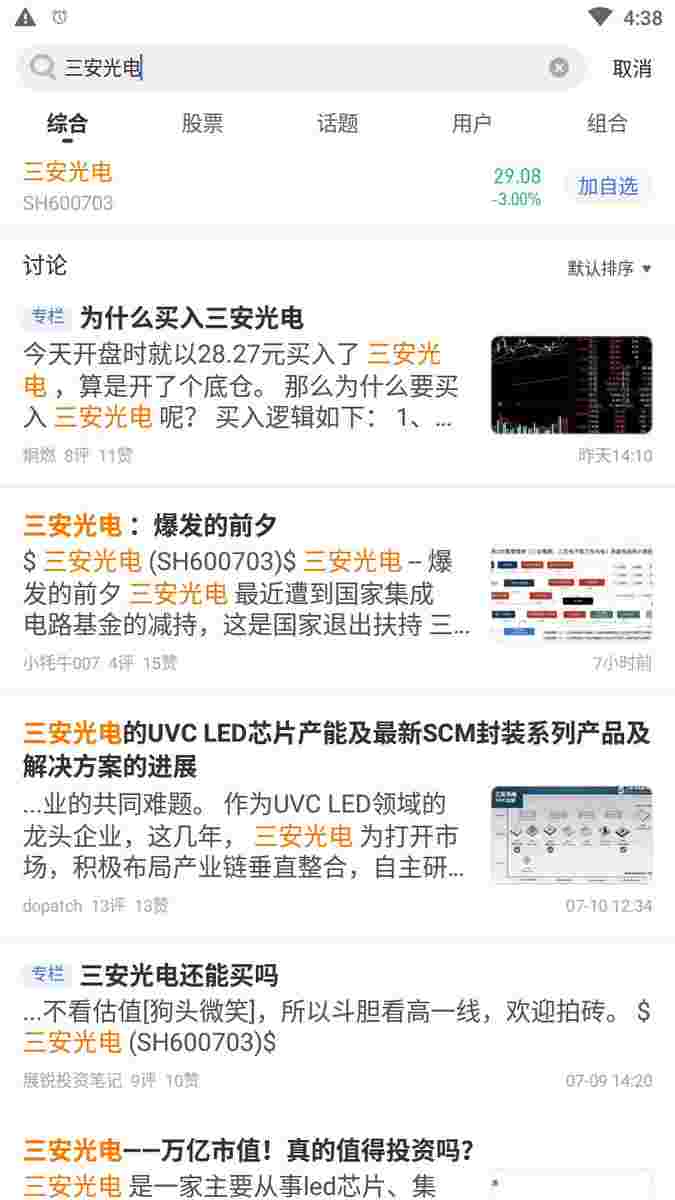 4:38
三安光电
取消
综合 股票 话题 用户 组合
三安光电
29.08
加自选
SH600703
-3.00%
讨论
默认排序
专栏 为什么买入三安光电
今天开盘时就以28.27元买入了 三安光
电 ，算是开了个底仓。 那么为什么要买
入 三安光电 呢？ 买入逻辑如下： 1、...
炯燃 8评 11赞
昨天14:10
三安光电 ：爆发的前夕
$ 三安光电 (SH600703)$ 三安光电 – 爆
发的前夕 三安光电 最近遭到国家集成
电路基金的减持，这是国家退出扶持 三...
小牦牛007 4评 15赞
7小时前
三安光电的UVC LED芯片产能及最新SCM封装系列产品及
解决方案的进展
...业的共同难题。 作为UVC LED领域的
龙头企业，这几年， 三安光电 为打开市
场，积极布局产业链垂直整合，自主研...
dopatch 13评 13赞
07-10 12:34
专栏 三安光电还能买吗
...不看估值[狗头微笑]，所以斗胆看高一线，欢迎拍砖。 $
三安光电 (SH600703)$
展锐投资笔记 9评 10赞
07-09 14:20
三安光电——万亿市值！真的值得投资吗？
三安光电 是一家主要从事led芯片、集